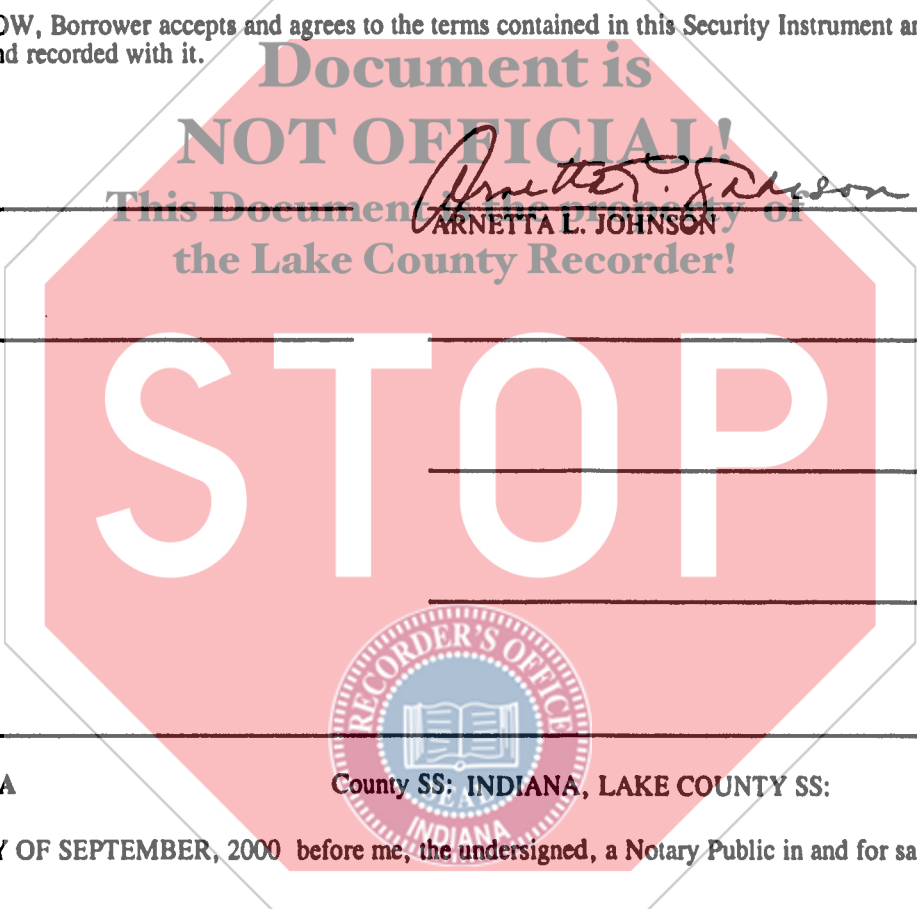 OW, Borrower accepts and agrees to the terms contained in this Security Instrument an
nd recorded with it.
Document is
NOT OFFICIAL!
Arnetta L. Johnson
This Document is the property of
ARNETTA L. JOHNSON
the Lake County Recorder!
STOP
RECORDER'S OFFICE
SEAL
INDIANA
A County SS: INDIANA, LAKE COUNTY SS:
Y OF SEPTEMBER, 2000 before me, the undersigned, a Notary Public in and for sa